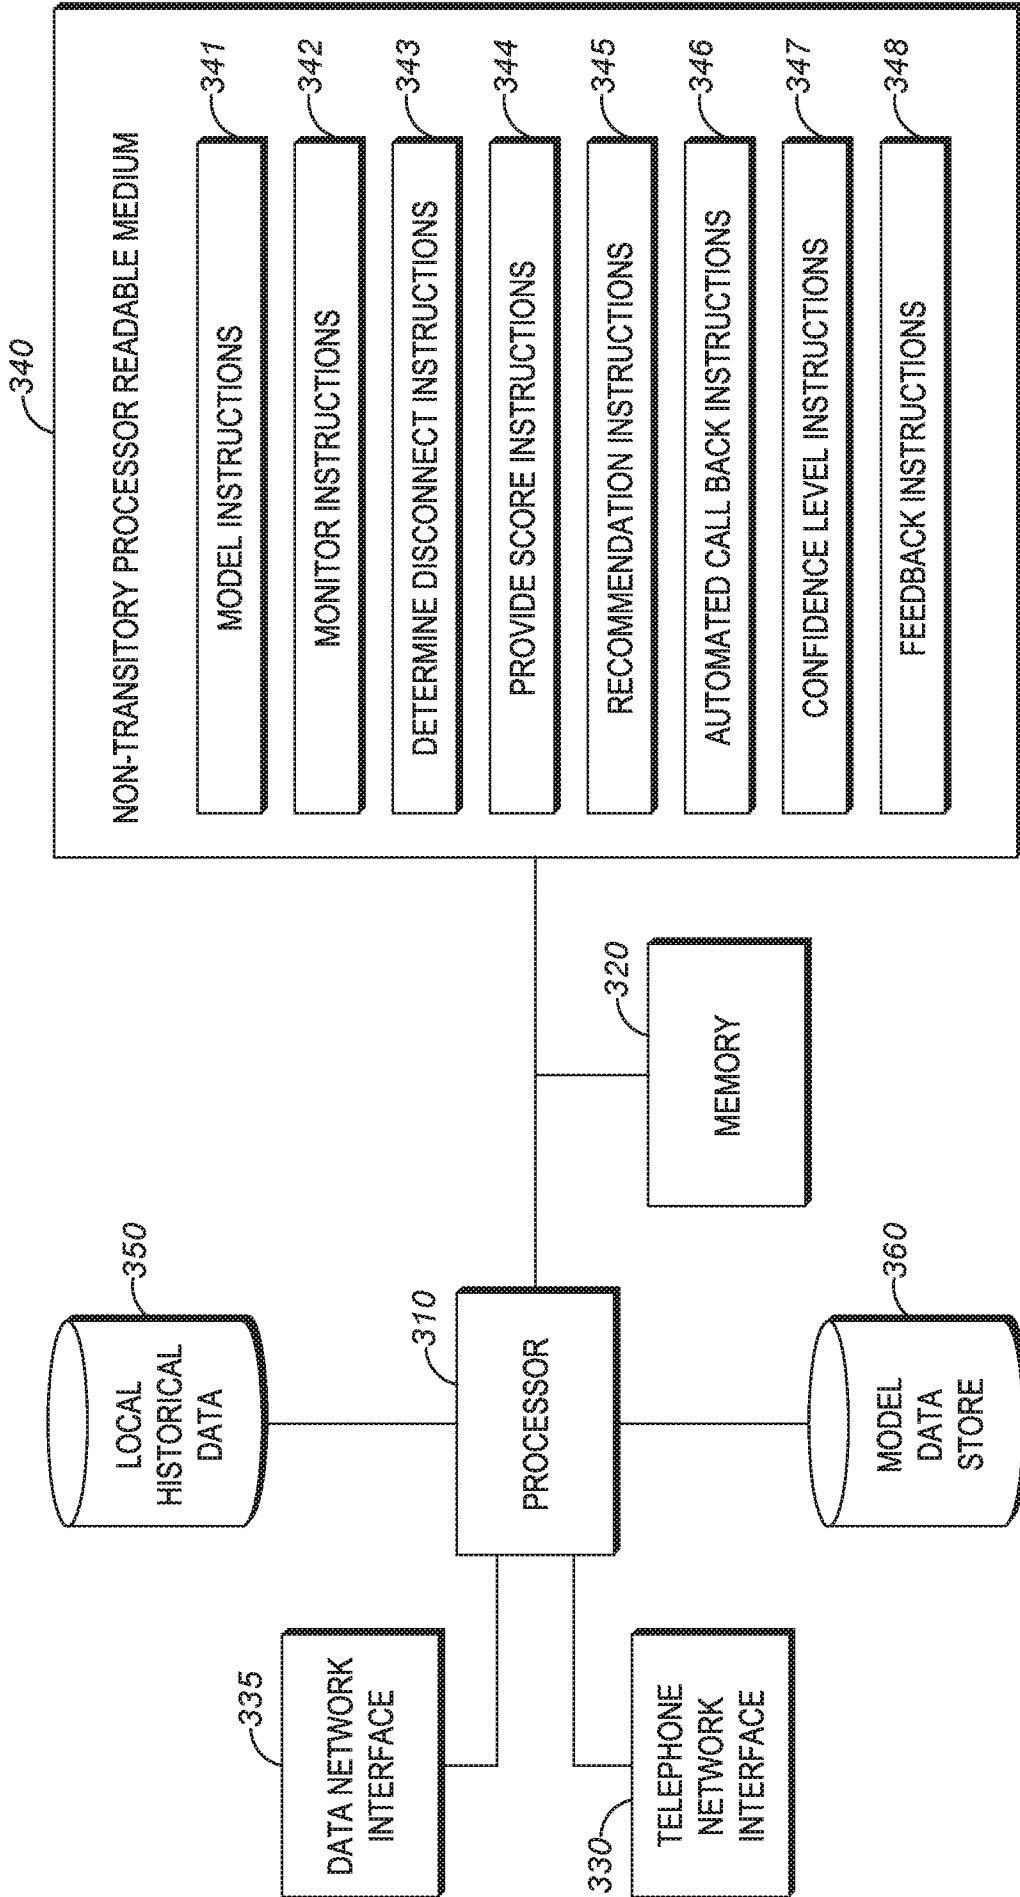 340
NON-TRANSITORY PROCESSOR READABLE MEDIUM
MODEL INSTRUCTIONS
341
MONITOR INSTRUCTIONS
342
DETERMINE DISCONNECT INSTRUCTIONS
343
PROVIDE SCORE INSTRUCTIONS
344
RECOMMENDATION INSTRUCTIONS
345
AUTOMATED CALL BACK INSTRUCTIONS
346
CONFIDENCE LEVEL INSTRUCTIONS
347
FEEDBACK INSTRUCTIONS
348
320
MEMORY
350
LOCAL
HISTORICAL
DATA
310
PROCESSOR
360
MODEL
DATA
STORE
335
DATA NETWORK
INTERFACE
330
TELEPHONE
NETWORK
INTERFACE